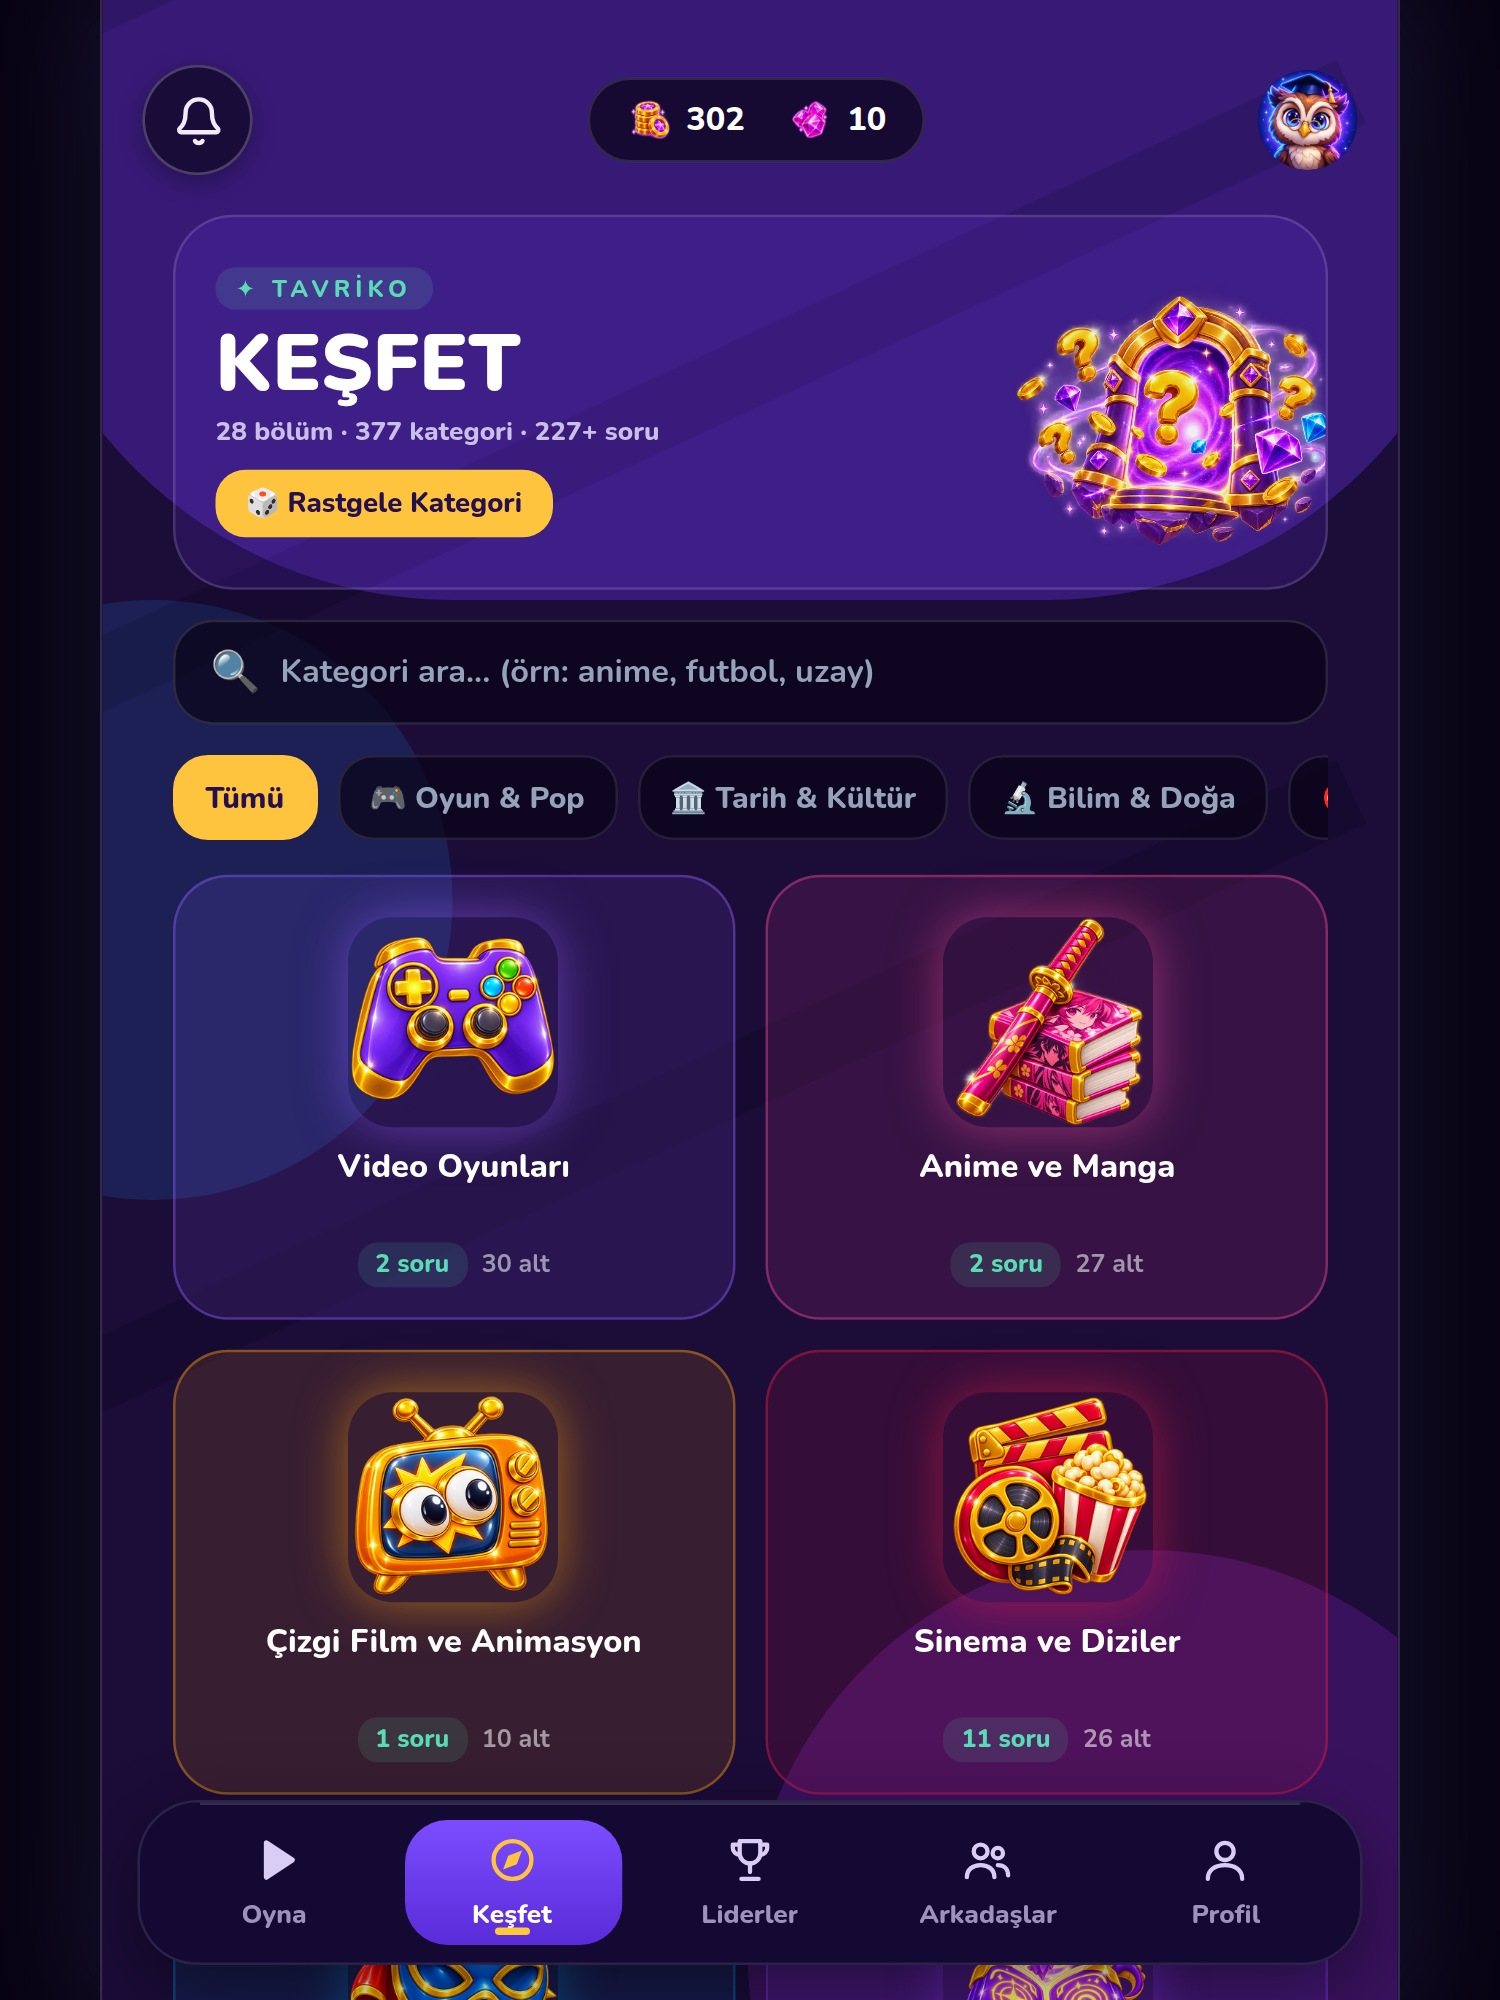 302
10
TAVRİKO
KEŞFET
28 bölüm · 377 kategori · 227+ soru
Rastgele Kategori
Kategori ara... (örn: anime, futbol, uzay)
Tümü
Oyun & Pop
Tarih & Kültür
Bilim & Doğa
Video Oyunları
2 soru
30 alt
Anime ve Manga
2 soru
27 alt
Çizgi Film ve Animasyon
1 soru
10 alt
Sinema ve Diziler
11 soru
26 alt
Oyna
Keşfet
Liderler
Arkadaşlar
Profil